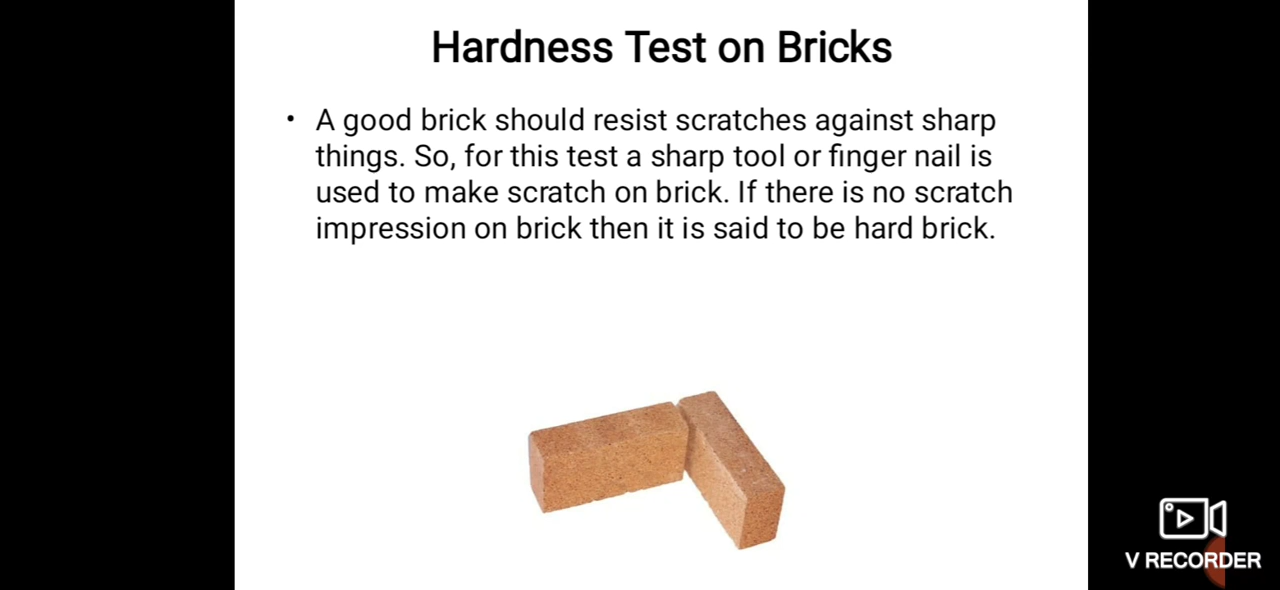 Hardness Test on Bricks
• A good brick should resist scratches against sharp
things. So, for this test a sharp tool or finger nail is
used to make scratch on brick. If there is no scratch
impression on brick then it is said to be hard brick.
V RECORDER